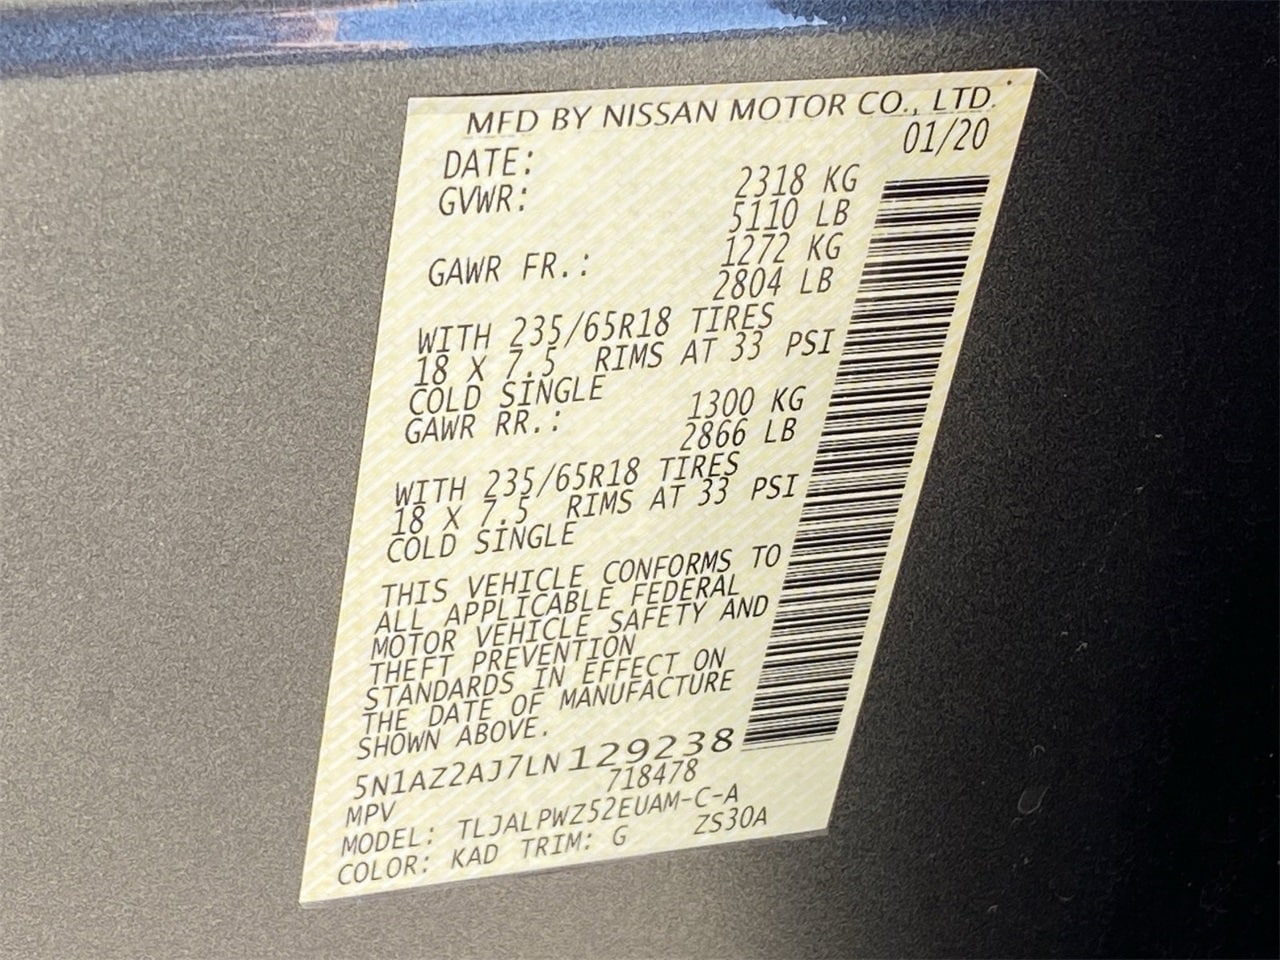 MFD BY NISSAN MOTOR CO., LTD.
DATE: 01/20
GVWR: 2318 KG
5110 LB
GAWR FR.: 1272 KG
2804 LB
WITH 235/65R18 TIRES
18 X 7.5 RIMS AT 33 PSI
COLD SINGLE
GAWR RR.: 1300 KG
2866 LB
WITH 235/65R18 TIRES
18 X 7.5 RIMS AT 33 PSI
COLD SINGLE
THIS VEHICLE CONFORMS TO
ALL APPLICABLE FEDERAL
MOTOR VEHICLE SAFETY AND
THEFT PREVENTION
STANDARDS IN EFFECT ON
THE DATE OF MANUFACTURE
SHOWN ABOVE.
5N1AZ2AJ7LN129238
MPV 718478
MODEL: TLJALPWZ52EUAM-C-A
COLOR: KAD TRIM: G ZS30A